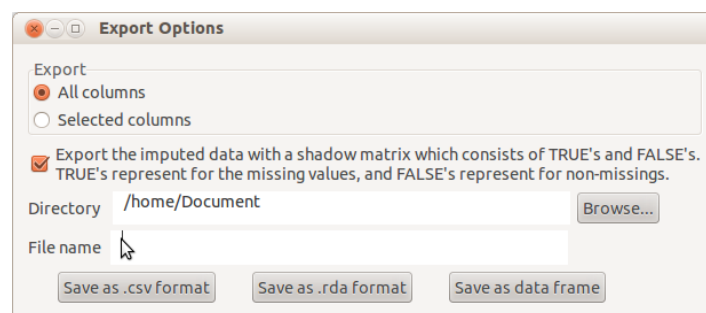 Export Options
Export
All columns
Selected columns
Export the imputed data with a shadow matrix which consists of TRUE's and FALSE's.
TRUE's represent for the missing values, and FALSE's represent for non-missings.
Directory /home/Document Browse...
File name
Save as .csv format Save as .rda format Save as data frame